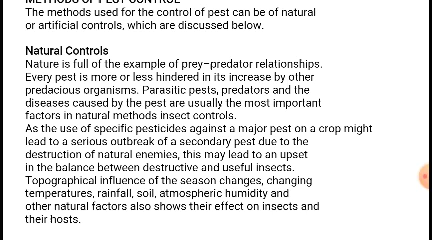 METHODS OF PEST CONTROL
The methods used for the control of pest can be of natural
or artificial controls, which are discussed below.
Natural Controls
Nature is full of the example of prey–predator relationships.
Every pest is more or less hindered in its increase by other
predacious organisms. Parasitic pests, predators and the
diseases caused by the pest are usually the most important
factors in natural methods insect controls.
As the use of specific pesticides against a major pest on a crop might
lead to a serious outbreak of a secondary pest due to the
destruction of natural enemies, this may lead to an upset
in the balance between destructive and useful insects.
Topographical influence of the season changes, changing
temperatures, rainfall, soil, atmospheric humidity and
other natural factors also shows their effect on insects and
their hosts.